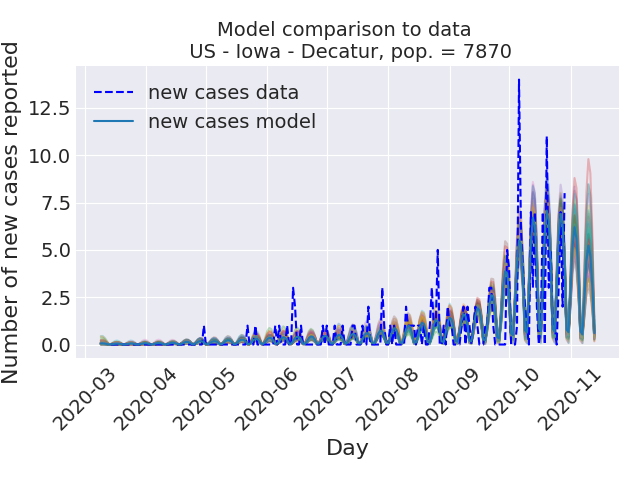 Model comparison to data
US - Iowa - Decatur, pop. = 7870
new cases data
new cases model
Number of new cases reported
12.5
10.0
7.5
5.0
2.5
0.0
2020-03
2020-04
2020-05
2020-06
2020-07
2020-08
2020-09
2020-10
2020-11
Day